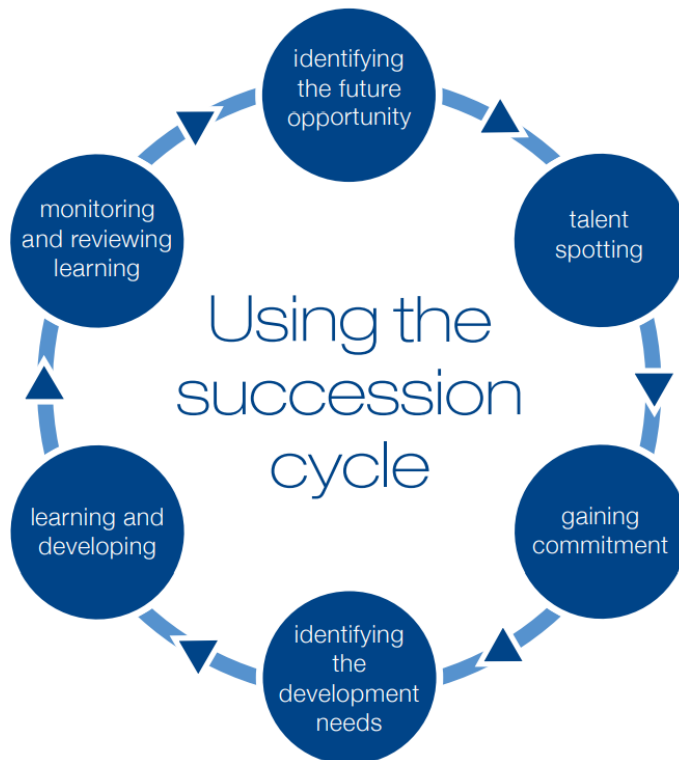 identifying
the future
opportunity
talent
spotting
gaining
commitment
identifying
the
development
needs
learning and
developing
monitoring
and reviewing
learning
Using the
succession
cycle